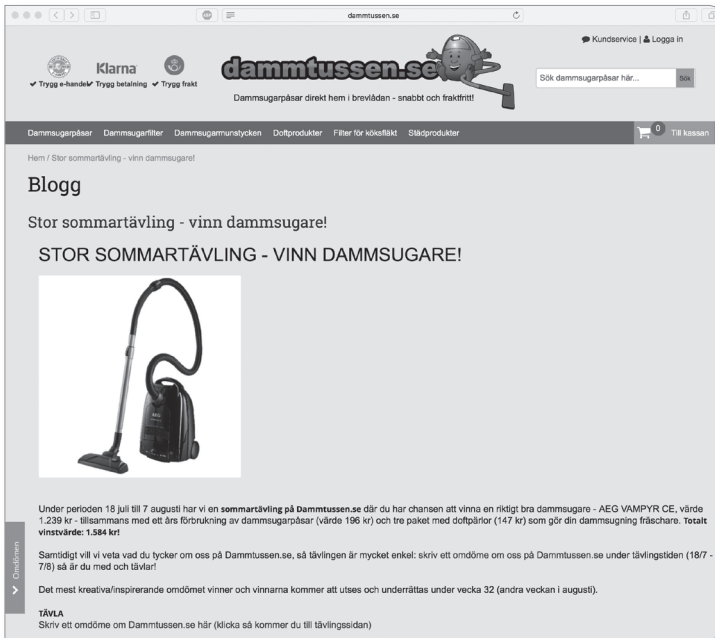 dammtussen.se
Kundservice | Logga in
Klarna
dammtussen.se
Trygg e-handel Trygg betalning Trygg frakt
Sök dammsugarpåsar här... Sök
Dammsugarpåsar direkt hem i brevlådan - snabbt och fraktfritt!
Dammsugarpåsar Dammsugarfilter Dammsugarmunstycken Doftprodukter Filter för köksfläkt Städprodukter 0 Till kassan
Hem / Stor sommartävling - vinn dammsugare!
Blogg
Stor sommartävling - vinn dammsugare!
STOR SOMMARTÄVLING - VINN DAMMSUGARE!
AEG
Under perioden 18 juli till 7 augusti har vi en sommartävling på Dammtussen.se där du har chansen att vinna en riktigt bra dammsugare - AEG VAMPYR CE, värde
1.239 kr - tillsammans med ett års förbrukning av dammsugarpåsar (värde 196 kr) och tre paket med doftpärlor (147 kr) som gör din dammsugning fräschare. Totalt
vinstvärde: 1.584 kr!
Samtidigt vill vi veta vad du tycker om oss på Dammtussen.se, så tävlingen är mycket enkel: skriv ett omdöme om oss på Dammtussen.se under tävlingstiden (18/7 -
7/8) så är du med och tävlar!
Det mest kreativa/inspirerande omdömet vinner och vinnarna kommer att utses och underrättas under vecka 32 (andra veckan i augusti).
TÄVLA
Skriv ett omdöme om Dammtussen.se här (klicka så kommer du till tävlingssidan)
Omdömen